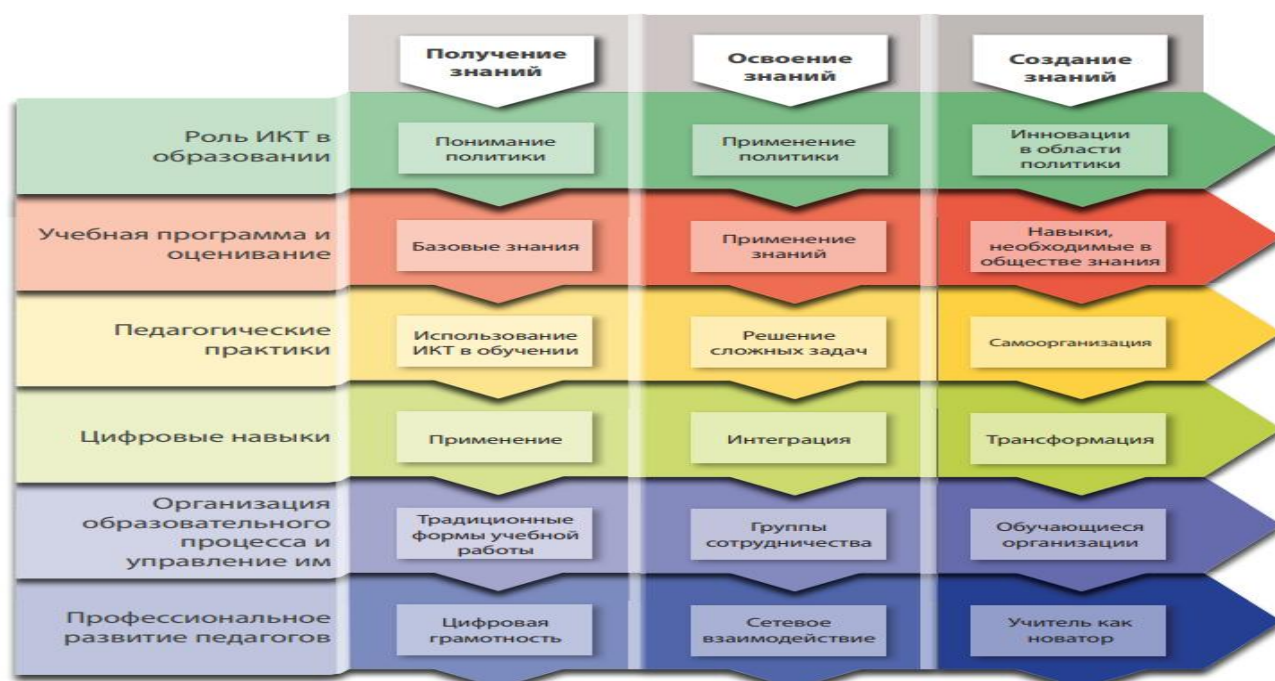 Получение
знаний
Освоение
знаний
Создание
знаний
Роль ИКТ в
образовании
Понимание
политики
Применение
политики
Инновации
в области
политики
Учебная программа и
оценивание
Базовые знания
Применение
знаний
Навыки,
необходимые в
обществе знания
Педагогические
практики
Использование
ИКТ в обучении
Решение
сложных задач
Самоорганизация
Цифровые навыки
Применение
Интеграция
Трансформация
Организация
образовательного
процесса и
управление им
Традиционные
формы учебной
работы
Группы
сотрудничества
Обучающиеся
организации
Профессиональное
развитие педагогов
Цифровая
грамотность
Сетевое
взаимодействие
Учитель как
новатор